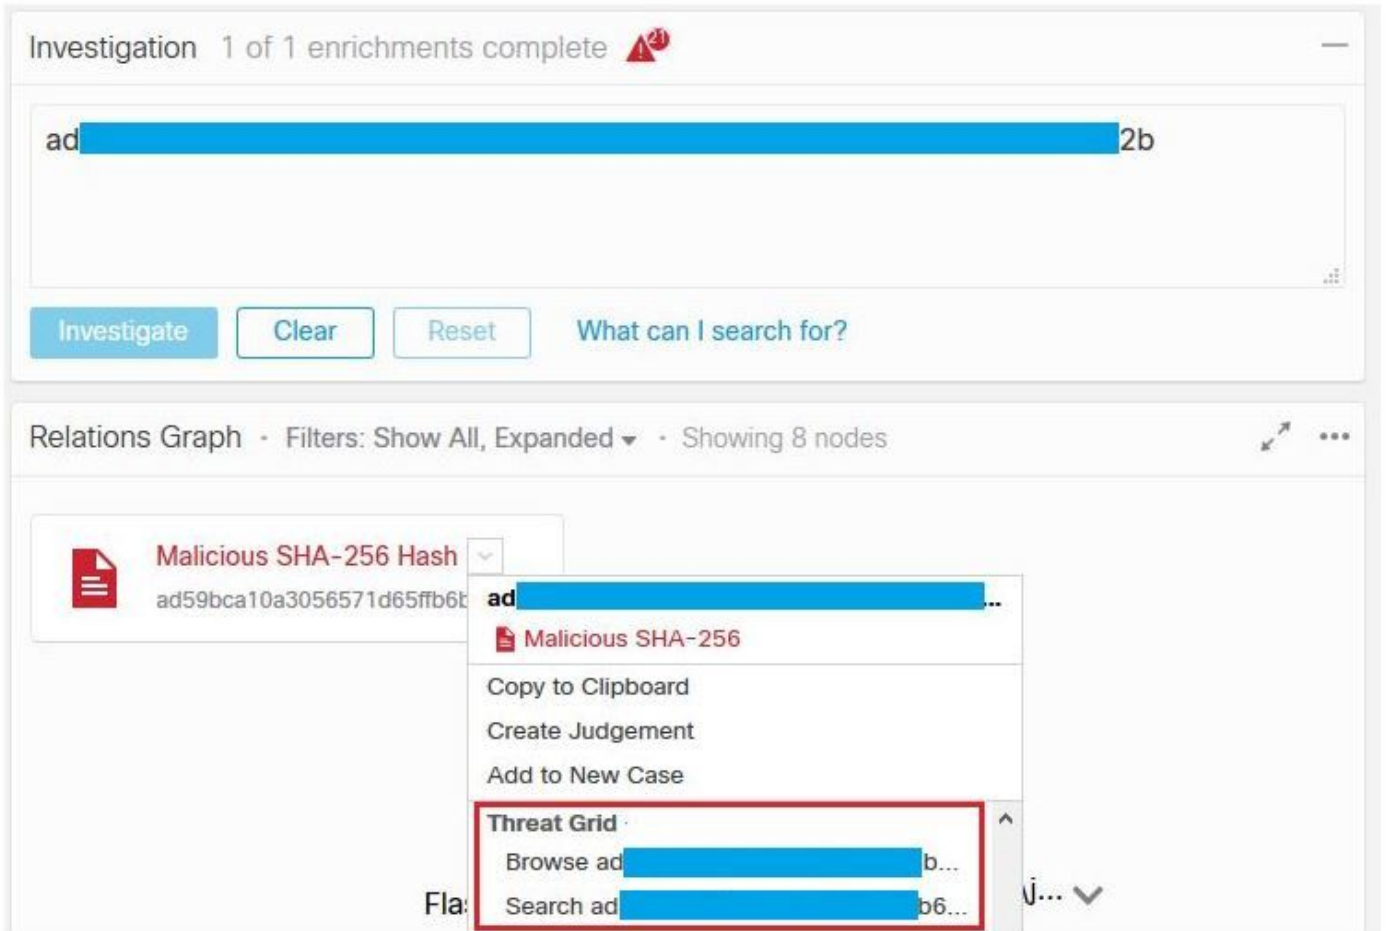 Investigation 1 of 1 enrichments complete 21
ad 2b
Investigate Clear Reset What can I search for?
Relations Graph · Filters: Show All, Expanded · Showing 8 nodes
Malicious SHA-256 Hash
ad59bca10a3056571d65ffb6b
ad ...
Malicious SHA-256
Copy to Clipboard
Create Judgement
Add to New Case
Threat Grid
Browse ad b...
Search ad b6...
Fla
j...